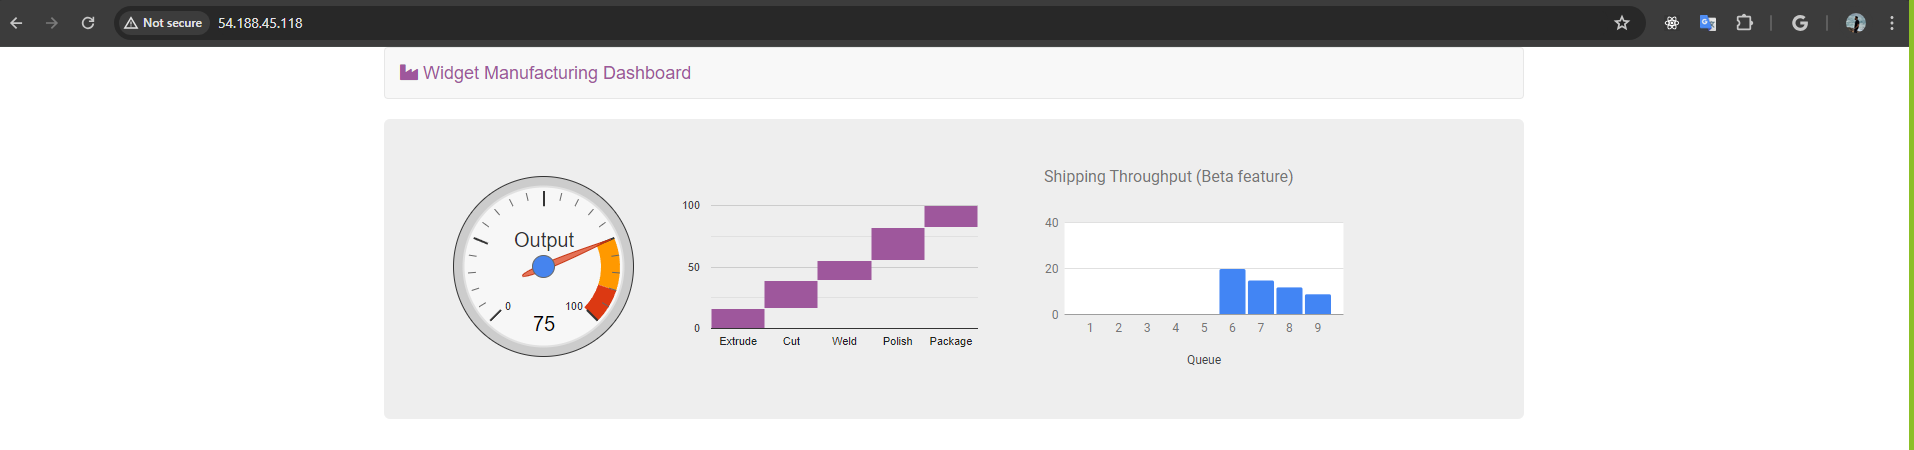 Not secure 54.188.45.118
Widget Manufacturing Dashboard
Output
0
100
75
100
50
0
Extrude Cut Weld Polish Package
Shipping Throughput (Beta feature)
40
20
0
1 2 3 4 5 6 7 8 9
Queue